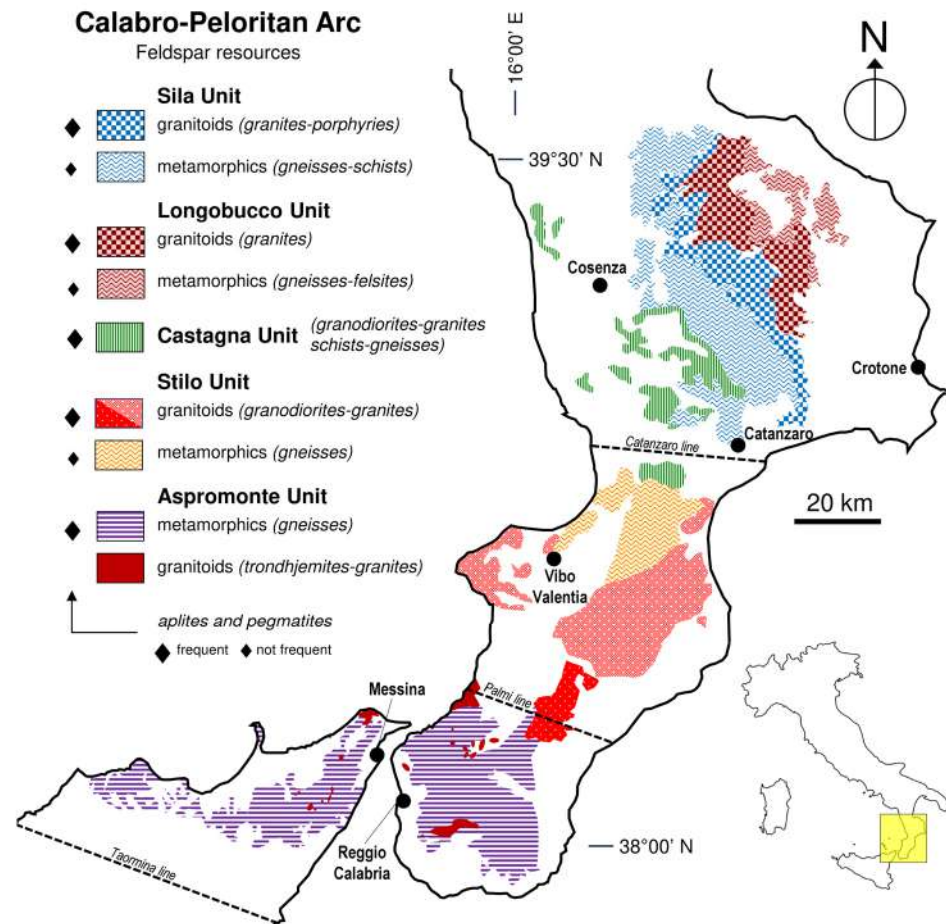 Calabro-Peloritan Arc
Feldspar resources
Sila Unit
granitoids (granites-porphyries)
metamorphics (gneisses-schists)
Longobucco Unit
granitoids (granites)
metamorphics (gneisses-felsites)
Castagna Unit (granodiorites-granites
schists-gneisses)
Stilo Unit
granitoids (granodiorites-granites)
metamorphics (gneisses)
Aspromonte Unit
metamorphics (gneisses)
granitoids (trondhjemites-granites)
aplites and pegmatites
frequent not frequent
16°00' E
N
39°30' N
Cosenza
Crotone
Catanzaro
Catanzaro line
20 km
Vibo
Valentia
Palmi line
Messina
Reggio
Calabria
38°00' N
Taormina line